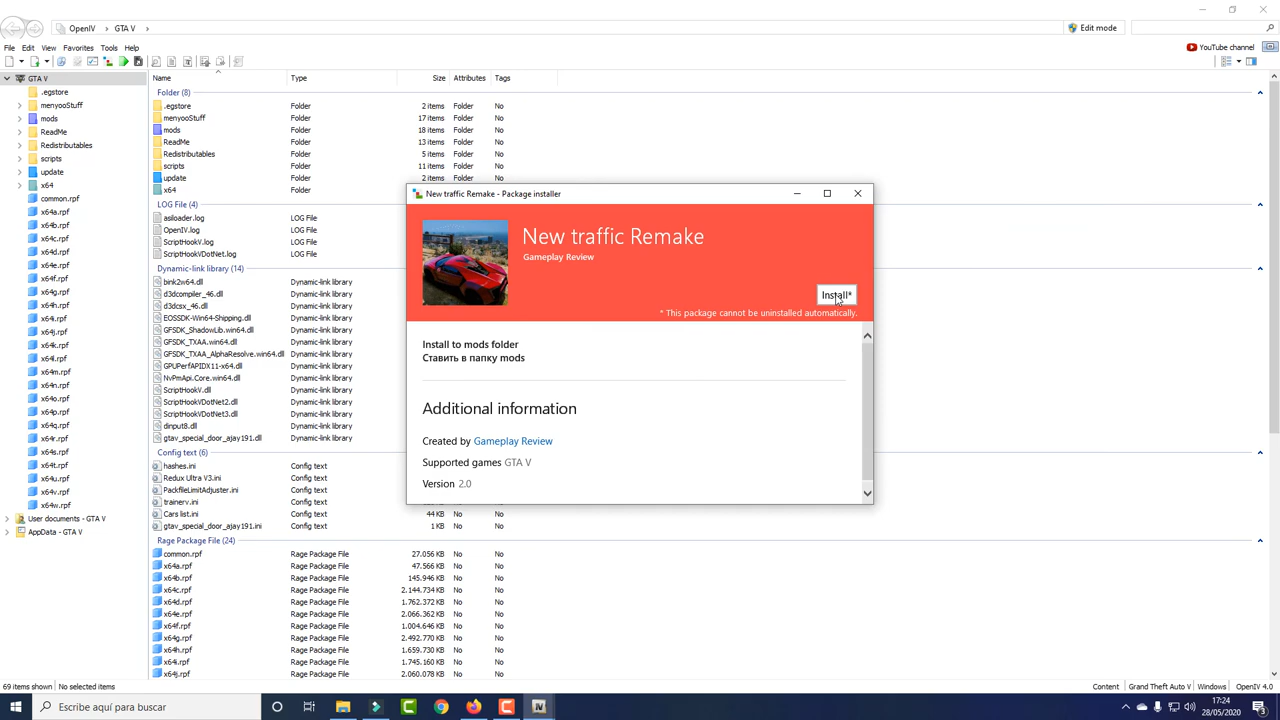 OpenIV
GTA V
Edit mode
File Edit View Favorites Tools Help
YouTube channel
GTA V
.egstore
menyooStuff
mods
ReadMe
Redistributables
scripts
update
x64
common.rpf
x64a.rpf
x64b.rpf
x64c.rpf
x64d.rpf
x64e.rpf
x64f.rpf
x64g.rpf
x64h.rpf
x64i.rpf
x64j.rpf
x64k.rpf
x64l.rpf
x64m.rpf
x64n.rpf
x64o.rpf
x64p.rpf
x64q.rpf
x64r.rpf
x64s.rpf
x64t.rpf
x64u.rpf
x64v.rpf
x64w.rpf
User documents - GTA V
AppData - GTA V
Name Type Size Attributes Tags
Folder (8)
.egstore Folder 2 items Folder No
menyooStuff Folder 17 items Folder No
mods Folder 18 items Folder No
ReadMe Folder 13 items Folder No
Redistributables Folder 5 items Folder No
scripts Folder 11 items Folder No
update Folder 2 items Folder No
x64 Folder
LOG File (4)
asiloader.log LOG File
OpenIV.log LOG File
ScriptHookV.log LOG File
ScriptHookVDotNet.log LOG File
Dynamic-link library (14)
bink2w64.dll Dynamic-link library
d3dcompiler_46.dll Dynamic-link library
d3dcsx_46.dll Dynamic-link library
EOSSDK-Win64-Shipping.dll Dynamic-link library
GFSDK_ShadowLib.win64.dll Dynamic-link library
GFSDK_TXAA.win64.dll Dynamic-link library
GFSDK_TXAA_AlphaResolve.win64.dll Dynamic-link library
GPUPerfAPIDX11-x64.dll Dynamic-link library
NvPmApi.Core.win64.dll Dynamic-link library
ScriptHookV.dll Dynamic-link library
ScriptHookVDotNet2.dll Dynamic-link library
ScriptHookVDotNet3.dll Dynamic-link library
dinput8.dll Dynamic-link library
gtav_special_door_ajay191.dll Dynamic-link library
Config text (6)
hashes.ini Config text
Redux Ultra V3.ini Config text
PackfileLimitAdjuster.ini Config text
trainerv.ini Config text
Cars list.ini Config text 44 KB No No
gtav_special_door_ajay191.ini Config text 1 KB No No
Rage Package File (24)
common.rpf Rage Package File 27.056 KB No No
x64a.rpf Rage Package File 47.566 KB No No
x64b.rpf Rage Package File 145.946 KB No No
x64c.rpf Rage Package File 2.144.734 KB No No
x64d.rpf Rage Package File 1.762.372 KB No No
x64e.rpf Rage Package File 2.066.362 KB No No
x64f.rpf Rage Package File 1.004.646 KB No No
x64g.rpf Rage Package File 2.492.770 KB No No
x64h.rpf Rage Package File 1.659.730 KB No No
x64i.rpf Rage Package File 1.745.160 KB No No
x64j.rpf Rage Package File 2.060.078 KB No No
New traffic Remake - Package installer
New traffic Remake
Gameplay Review
Install*
* This package cannot be uninstalled automatically.
Install to mods folder
Ставить в папку mods
Additional information
Created by Gameplay Review
Supported games GTA V
Version 2.0
69 items shown No selected items
Content Grand Theft Auto V Windows OpenIV 4.0
Escribe aquí para buscar
17:24
28/05/2020
3